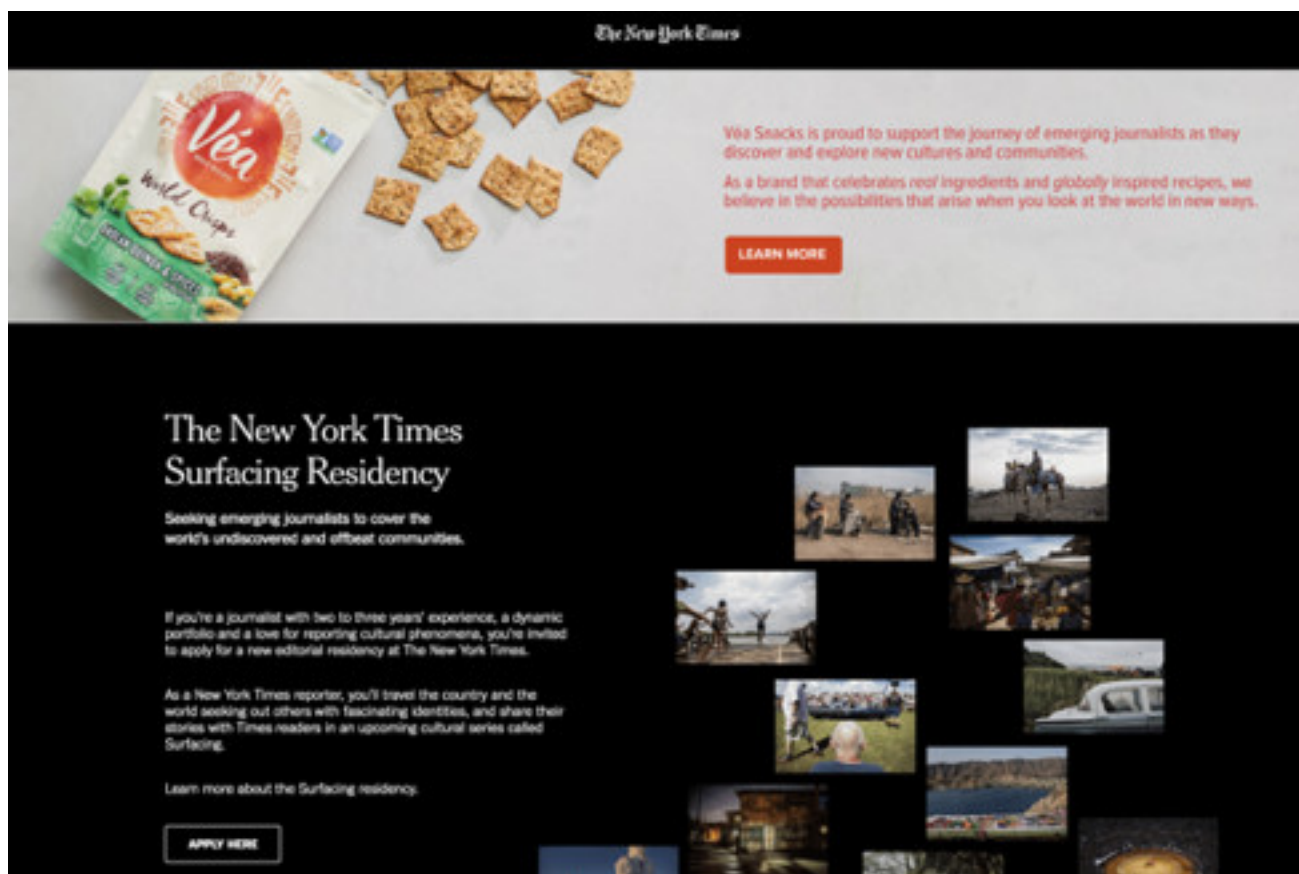 The New York Times
Véa
World Crisps
Véa Snacks is proud to support the journey of emerging journalists as they
discover and explore new cultures and communities.
As a brand that celebrates real ingredients and globally inspired recipes, we
believe in the possibilities that arise when you look at the world in new ways.
LEARN MORE
The New York Times
Surfacing Residency
Seeking emerging journalists to cover the
world's undiscovered and offbeat communities.
If you're a journalist with two to three years' experience, a dynamic
portfolio and a love for reporting cultural phenomena, you're invited
to apply for a new editorial residency at The New York Times.
As a New York Times reporter, you'll travel the country and the
world seeking out others with fascinating identities, and share their
stories with Times readers in an upcoming cultural series called
Surfacing.
Learn more about the Surfacing residency.
APPLY HERE